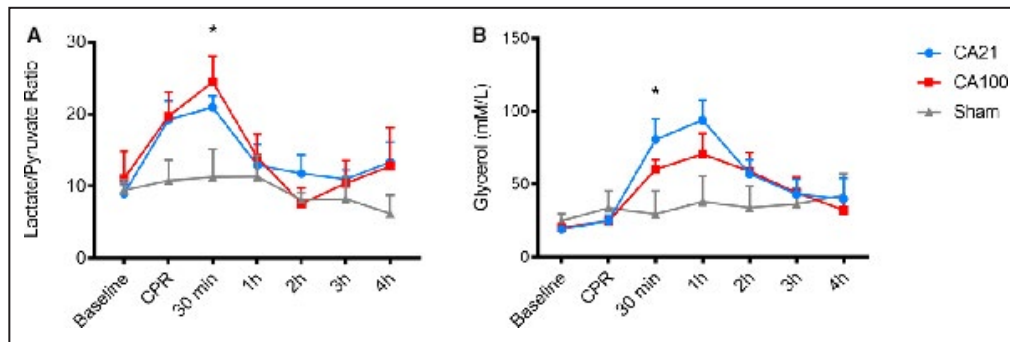 A
*
Lactate/Pyruvate Ratio
30
20
10
0
Baseline
CPR
30 min
1h
2h
3h
4h
B
*
Glycerol (mM/L)
150
100
50
0
Baseline
CPR
30 min
1h
2h
3h
4h
CA21
CA100
Sham